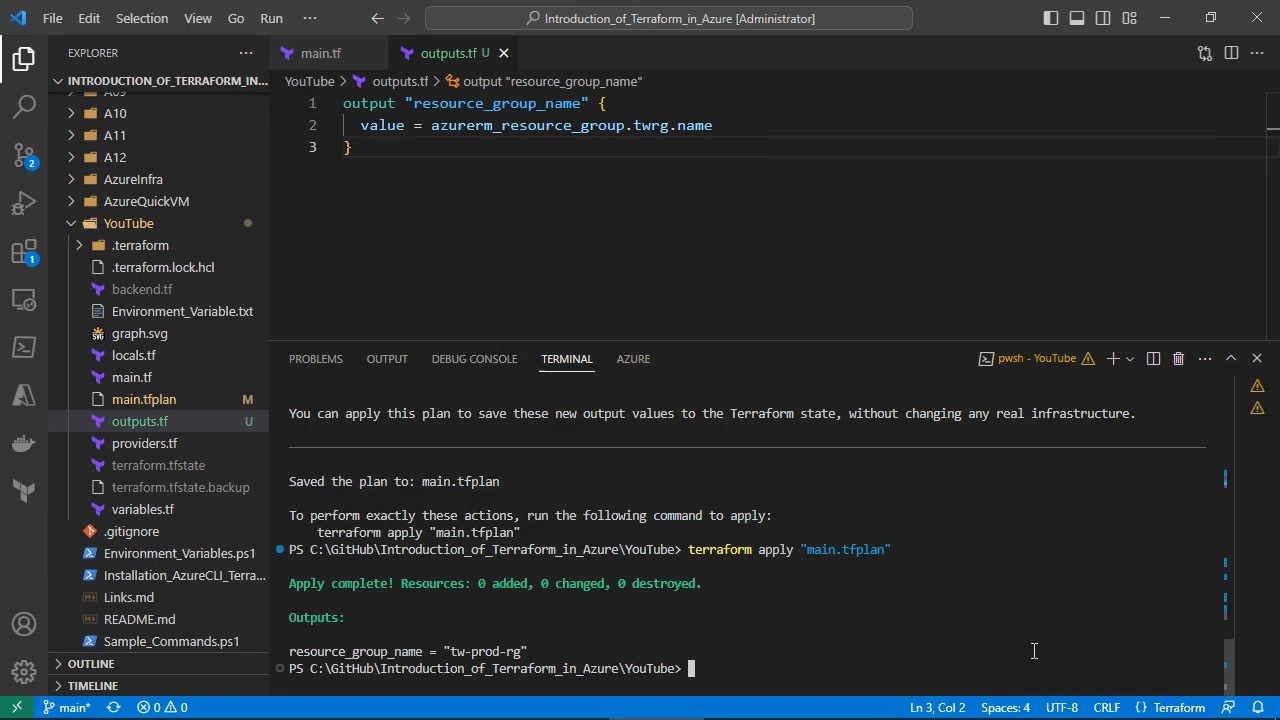 File Edit Selection View Go Run ··· Introduction_of_Terraform_in_Azure [Administrator]
EXPLORER ···
INTRODUCTION_OF_TERRAFORM_IN...
A09
A10
A11
A12
AzureInfra
AzureQuickVM
YouTube
.terraform
.terraform.lock.hcl
backend.tf
Environment_Variable.txt
graph.svg
locals.tf
main.tf
main.tfplan M
outputs.tf U
providers.tf
terraform.tfstate
terraform.tfstate.backup
variables.tf
.gitignore
Environment_Variables.ps1
Installation_AzureCLI_Terra...
Links.md
README.md
Sample_Commands.ps1
OUTLINE
TIMELINE
2
1
main.tf outputs.tf U
YouTube > outputs.tf > output "resource_group_name"
1 output "resource_group_name" {
2 value = azurerm_resource_group.twrg.name
3 }
PROBLEMS OUTPUT DEBUG CONSOLE TERMINAL AZURE pwsh - YouTube
You can apply this plan to save these new output values to the Terraform state, without changing any real infrastructure.
Saved the plan to: main.tfplan
To perform exactly these actions, run the following command to apply:
terraform apply "main.tfplan"
PS C:\GitHub\Introduction_of_Terraform_in_Azure\YouTube> terraform apply "main.tfplan"
Apply complete! Resources: 0 added, 0 changed, 0 destroyed.
Outputs:
resource_group_name = "tw-prod-rg"
PS C:\GitHub\Introduction_of_Terraform_in_Azure\YouTube>
main* 0 0 Ln 3, Col 2 Spaces: 4 UTF-8 CRLF {} Terraform